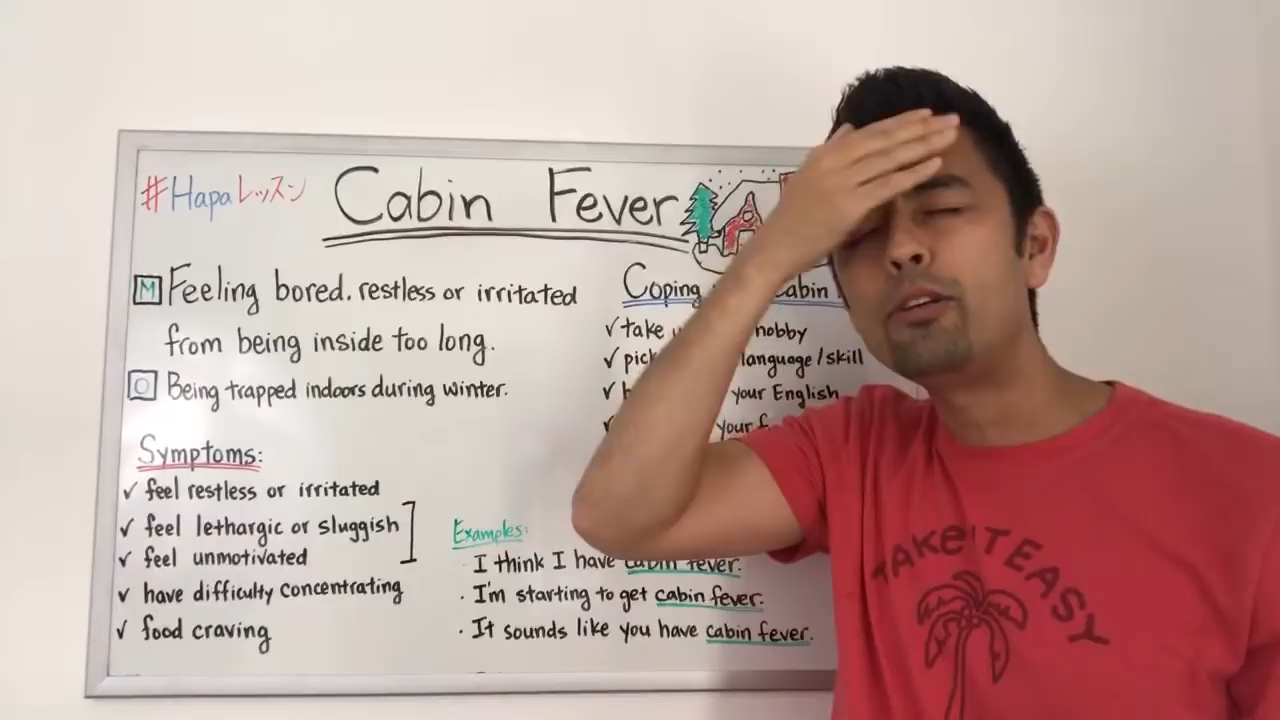 #Hapaレッスン
Cabin Fever
M Feeling bored. restless or irritated
from being inside too long.
O Being trapped indoors during winter.
Symptoms:
✓ feel restless or irritated
✓ feel lethargic or sluggish
✓ feel unmotivated
✓ have difficulty concentrating
✓ food craving
Coping Cabin
✓ take hobby
✓ language/skill
✓ your English
your
Examples:
· I think I have cabin fever.
· I'm starting to get cabin fever.
· It sounds like you have cabin fever.
TAKE IT EASY